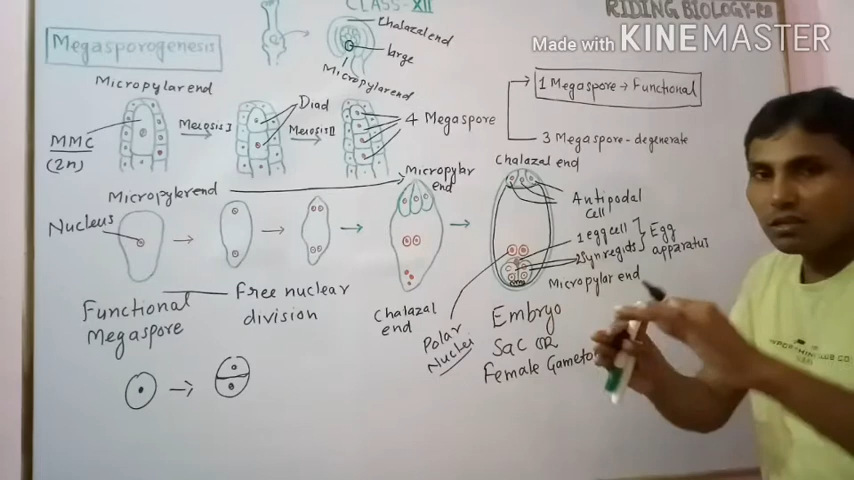 CLASS-XII
RIDING BIOLOGY-RB
Made with KINEMASTER
Megasporogenesis
Chalazal end
large
Micropylar end
Micropylar end
MMC
(2n)
Meiosis I
Diad
Meiosis II
4 Megaspore
1 Megaspore → Functional
3 Megaspore - degenerate
Micropylar end
Micropylar
end
Chalazal end
Nucleus
Antipodal
Cell
1 egg cell
2 Synregids
Egg
apparatus
Micropylar end
Functional
Megaspore
Free nuclear
division
Chalazal
end
Polar
Nuclei
Embryo
Sac OR
Female Gameto